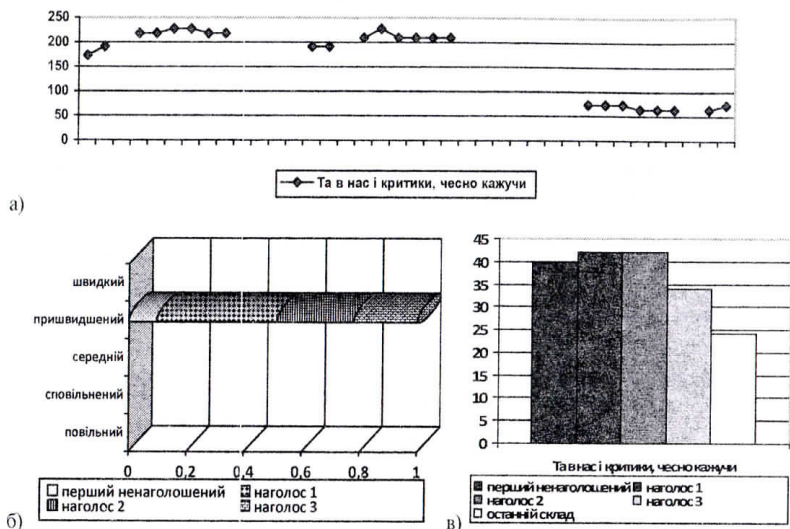 250
200
150
100
50
0
Та в нас і критики, чесно кажучи
а)
швидкий
пришвидшений
середній
сповільнений
повільний
0 0,2 0,4 0,6 0,8 1
перший ненаголошений наголос 1
наголос 2 наголос 3
б)
45
40
35
30
25
20
15
10
5
0
Та в нас і критики, чесно кажучи
перший ненаголошений наголос 1
наголос 2 наголос 3
останній склад
в)